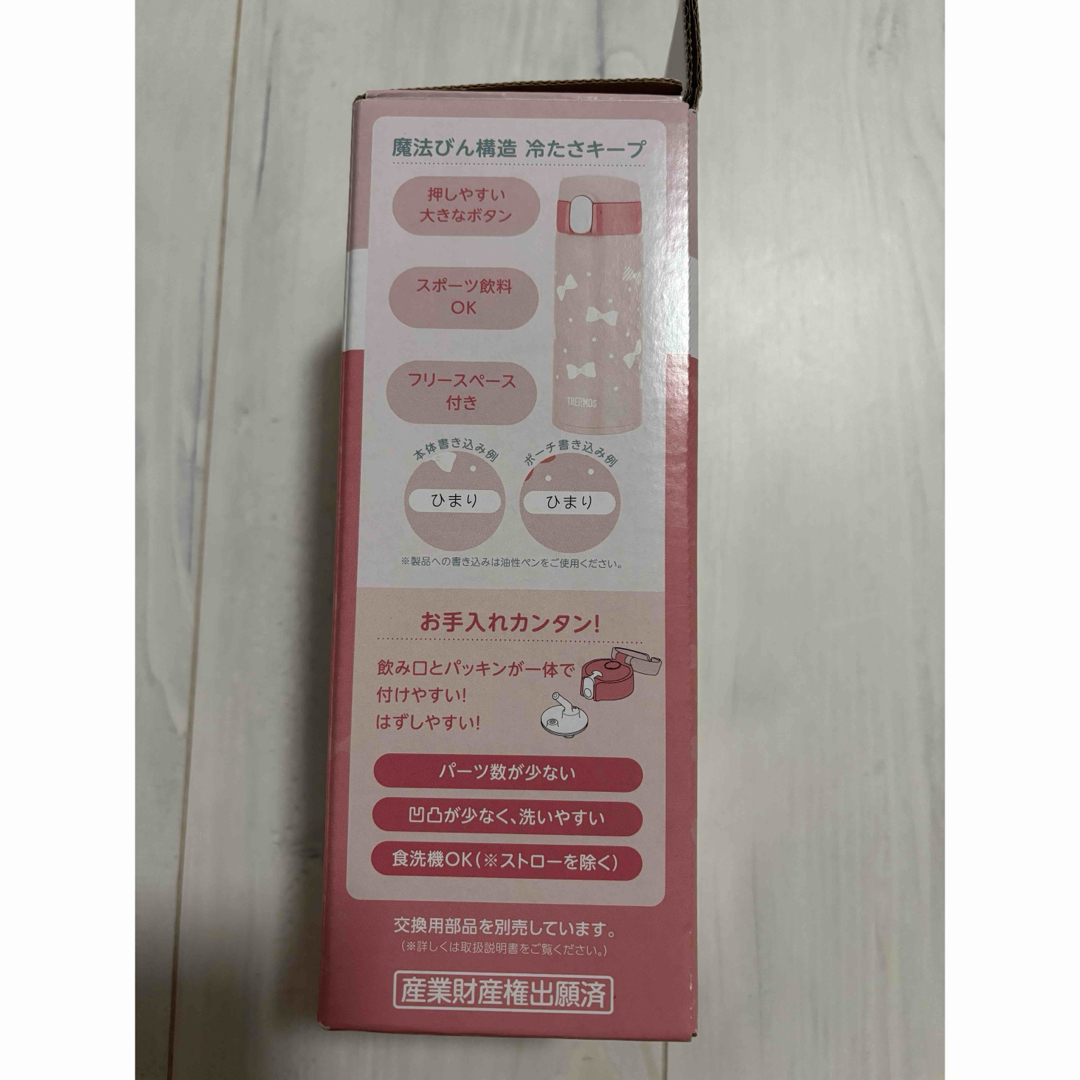 魔法びん構造 冷たさキープ
押しやすい
大きなボタン
スポーツ飲料
OK
フリースペース
付き
THERMOS
本体書き込み例
ポーチ書き込み例
ひまり
ひまり
※製品への書き込みは油性ペンをご使用ください。
お手入れカンタン!
飲み口とパッキンが一体で
付けやすい!
はずしやすい!
パーツ数が少ない
凹凸が少なく、洗いやすい
食洗機OK(※ストローを除く)
交換用部品を別売しています。
(※詳しくは取扱説明書をご覧ください。)
産業財産権出願済